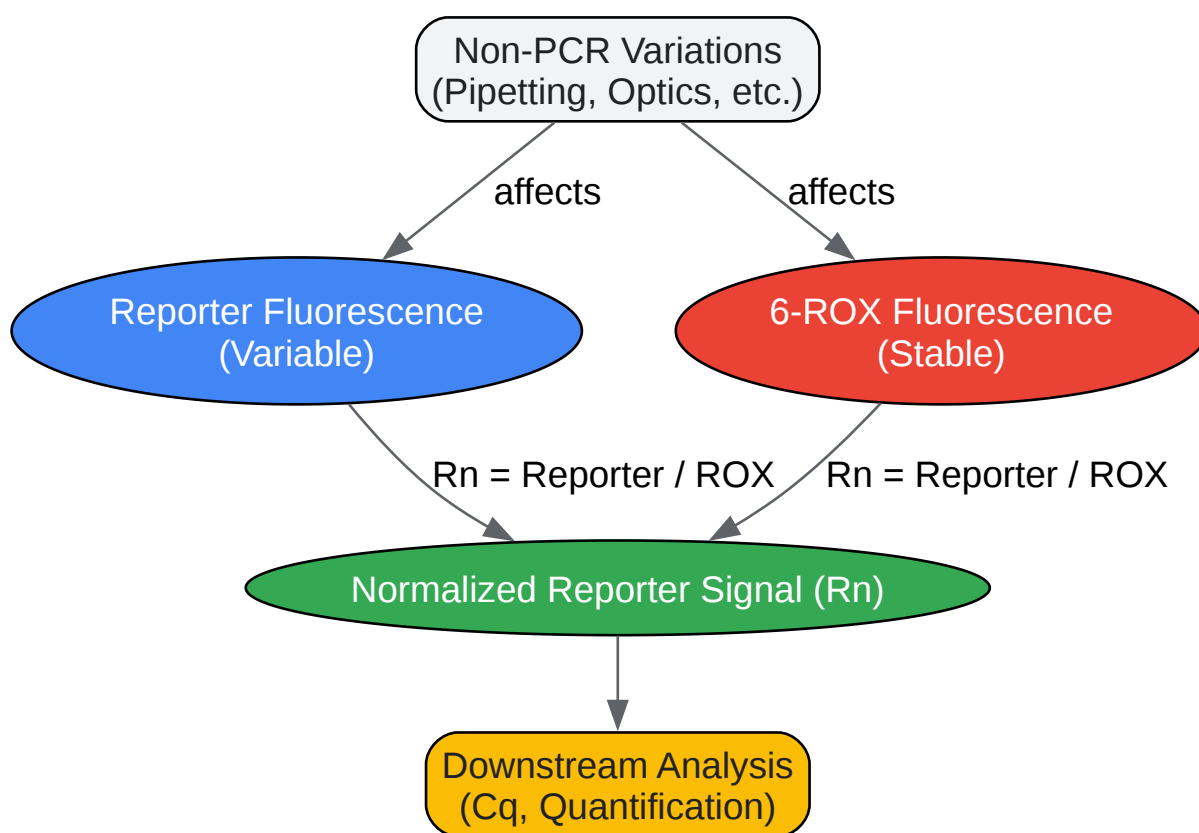 Non-PCR Variations
(Pipetting, Optics, etc.)
affects
affects
Reporter Fluorescence
(Variable)
6-ROX Fluorescence
(Stable)
Rn = Reporter / ROX
Rn = Reporter / ROX
Normalized Reporter Signal (Rn)
Downstream Analysis
(Cq, Quantification)